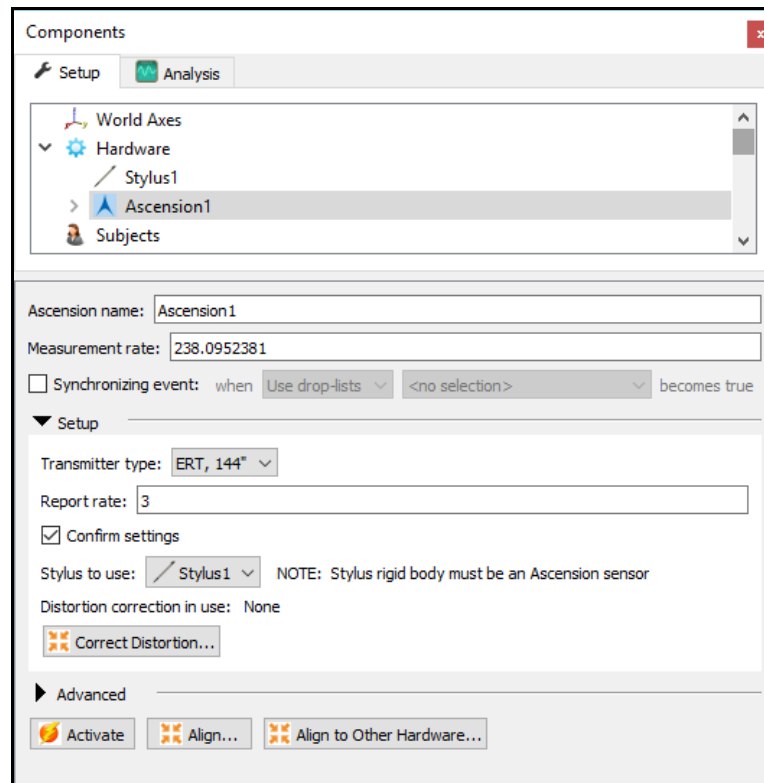 Components
x
Setup Analysis
World Axes
Hardware
Stylus1
Ascension1
Subjects
Ascension name: Ascension1
Measurement rate: 238.0952381
Synchronizing event: when Use drop-lists <no selection> becomes true
Setup
Transmitter type: ERT, 144"
Report rate: 3
Confirm settings
Stylus to use: Stylus1 NOTE: Stylus rigid body must be an Ascension sensor
Distortion correction in use: None
Correct Distortion...
Advanced
Activate Align... Align to Other Hardware...